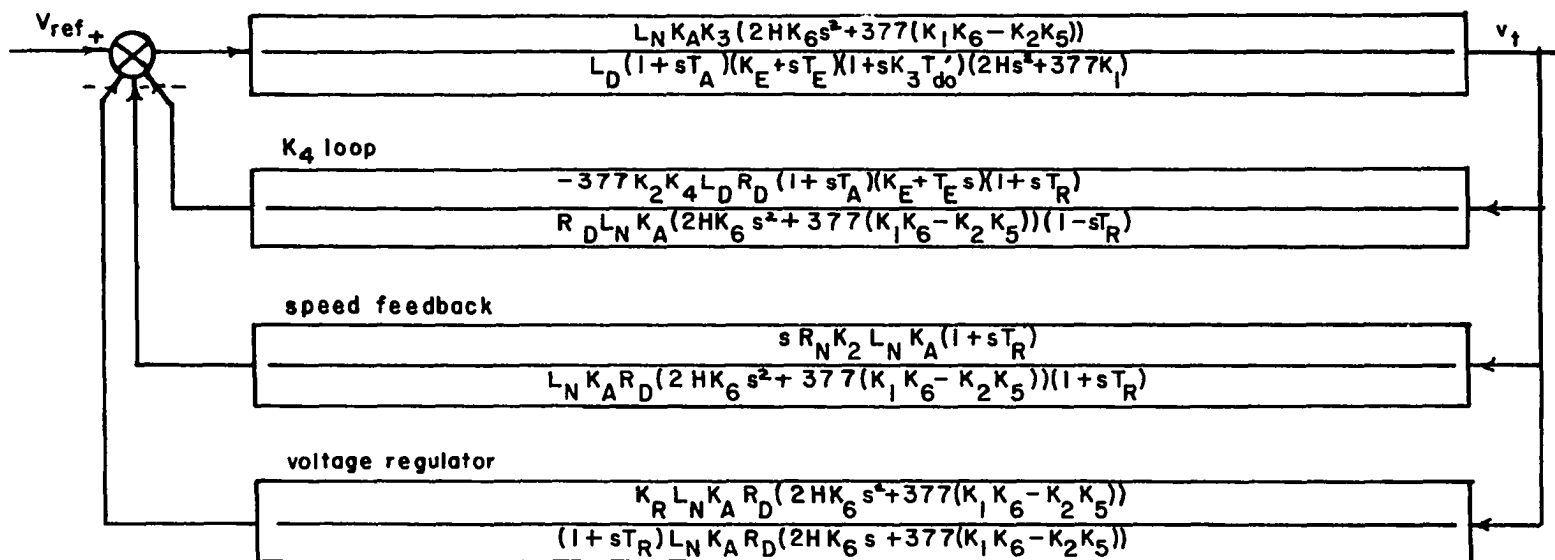 V_ref +
L_N K_A K_3 (2HK_6 s² + 377(K_1 K_6 − K_2 K_5))
L_D (1+sT_A)(K_E+sT_E)(1+sK_3 T'_do)(2Hs²+377K_1)
v_t
- -
K_4 loop
-377K_2 K_4 L_D R_D (1+sT_A)(K_E+T_E s)(1+sT_R)
R_D L_N K_A (2HK_6 s² + 377(K_1 K_6 − K_2 K_5))(1−sT_R)
speed feedback
s R_N K_2 L_N K_A (1+sT_R)
L_N K_A R_D (2HK_6 s² + 377(K_1 K_6 − K_2 K_5))(1+sT_R)
voltage regulator
K_R L_N K_A R_D (2HK_6 s² + 377(K_1 K_6 − K_2 K_5))
(1+sT_R) L_N K_A R_D (2HK_6 s + 377(K_1 K_6 − K_2 K_5))